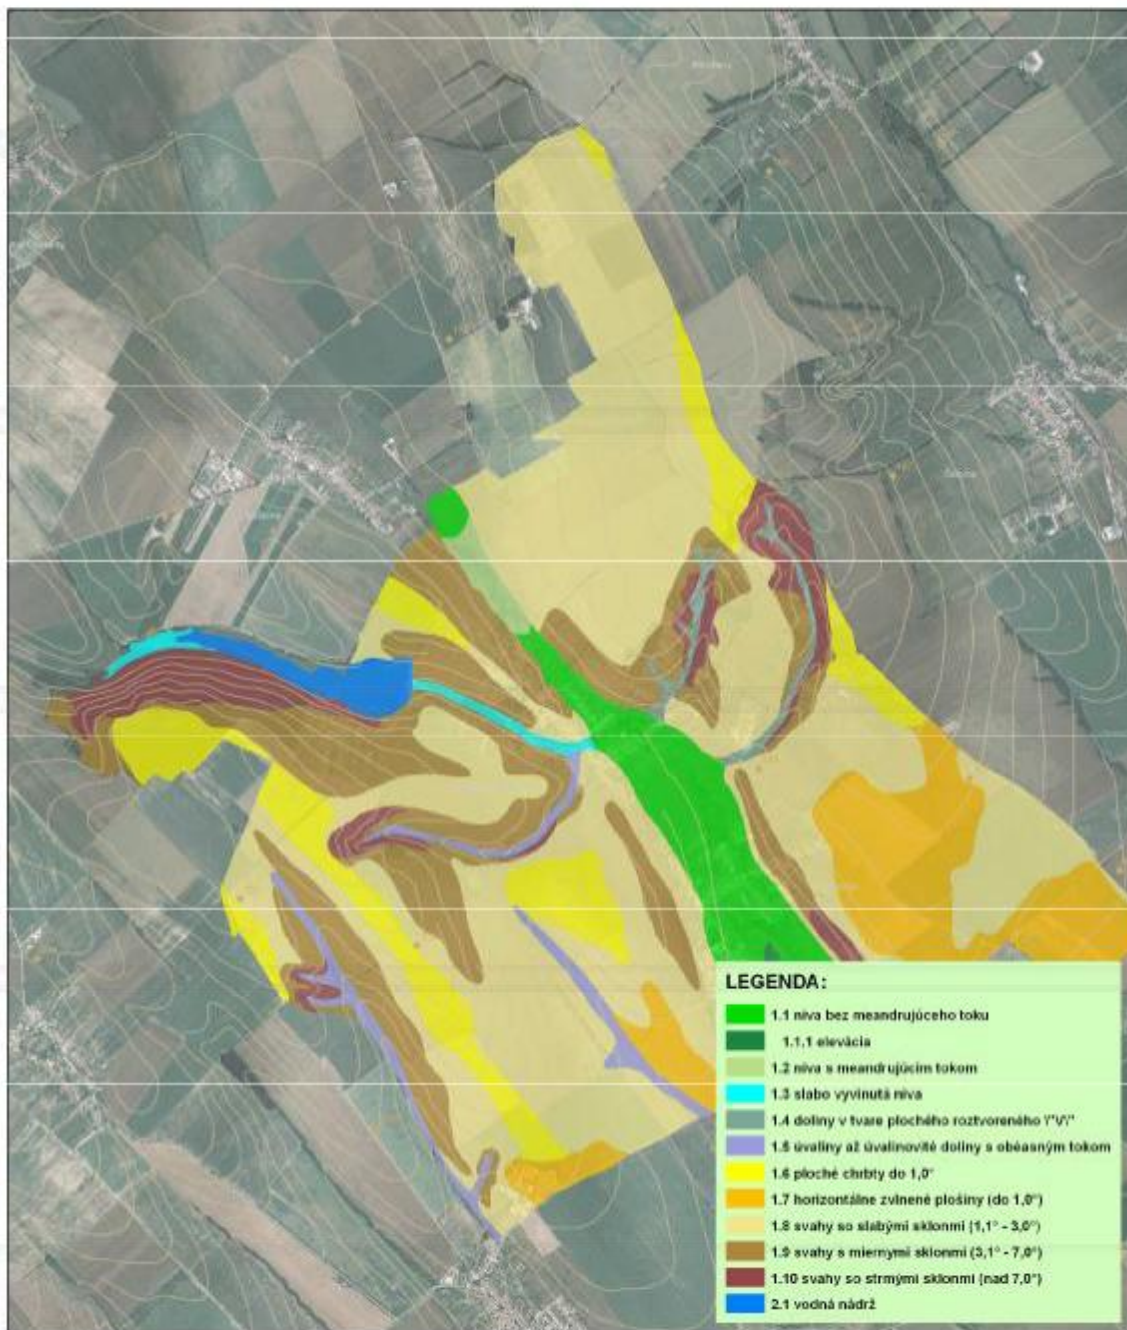 LEGENDA:
1.1 niva bez meandrujúceho toku
1.1.1 elevácia
1.2 niva s meandrujúcim tokom
1.3 slabo vyvinutá niva
1.4 doliny v tvare plochého roztvoreného \"V\"
1.5 úvaliny až úvalinovité doliny s občasným tokom
1.6 ploché chrbty do 1,0°
1.7 horizontálne zvlnené plošiny (do 1,0°)
1.8 svahy so slabými sklonmi (1,1° - 3,0°)
1.9 svahy s miernymi sklonmi (3,1° - 7,0°)
1.10 svahy so strmými sklonmi (nad 7,0°)
2.1 vodná nádrž